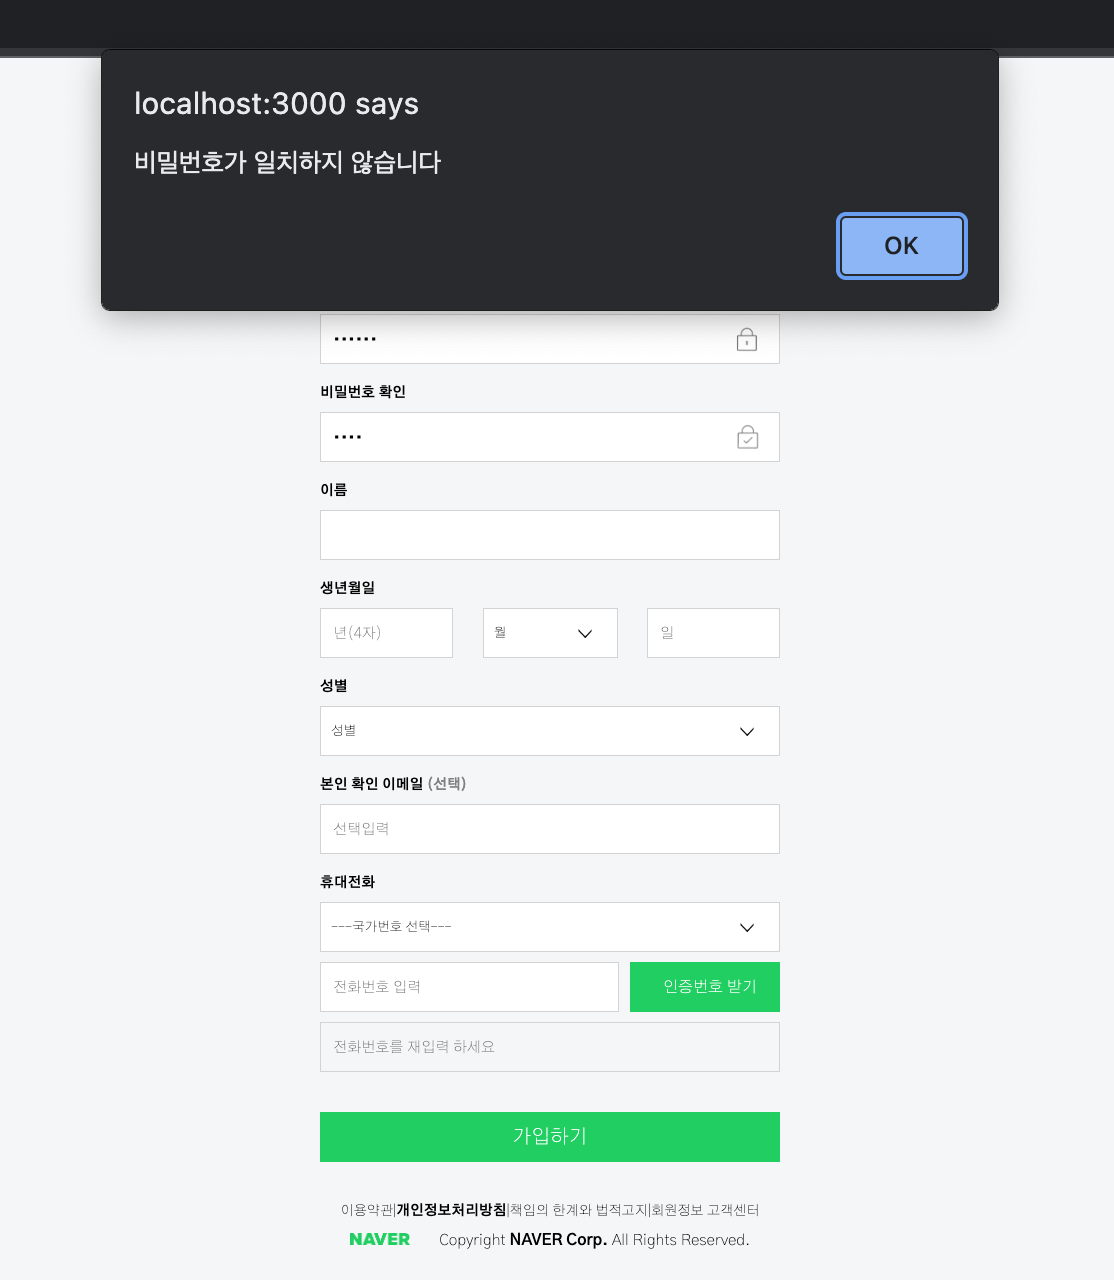 localhost:3000 says
비밀번호가 일치하지 않습니다
OK
비밀번호 확인
이름
생년월일
년(4자) 월 일
성별
성별
본인 확인 이메일 (선택)
선택입력
휴대전화
---국가번호 선택---
전화번호 입력 인증번호 받기
전화번호를 재입력 하세요
가입하기
이용약관|개인정보처리방침|책임의 한계와 법적고지|회원정보 고객센터
NAVER Copyright NAVER Corp. All Rights Reserved.